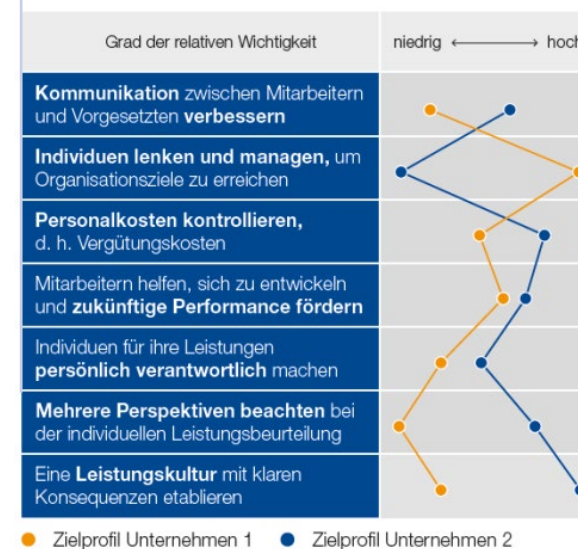 Grad der relativen Wichtigkeit niedrig ←→ hoch
Kommunikation zwischen Mitarbeitern
und Vorgesetzten verbessern
Individuen lenken und managen, um
Organisationsziele zu erreichen
Personalkosten kontrollieren,
d. h. Vergütungskosten
Mitarbeitern helfen, sich zu entwickeln
und zukünftige Performance fördern
Individuen für ihre Leistungen
persönlich verantwortlich machen
Mehrere Perspektiven beachten bei
der individuellen Leistungsbeurteilung
Eine Leistungskultur mit klaren
Konsequenzen etablieren
Zielprofil Unternehmen 1 Zielprofil Unternehmen 2